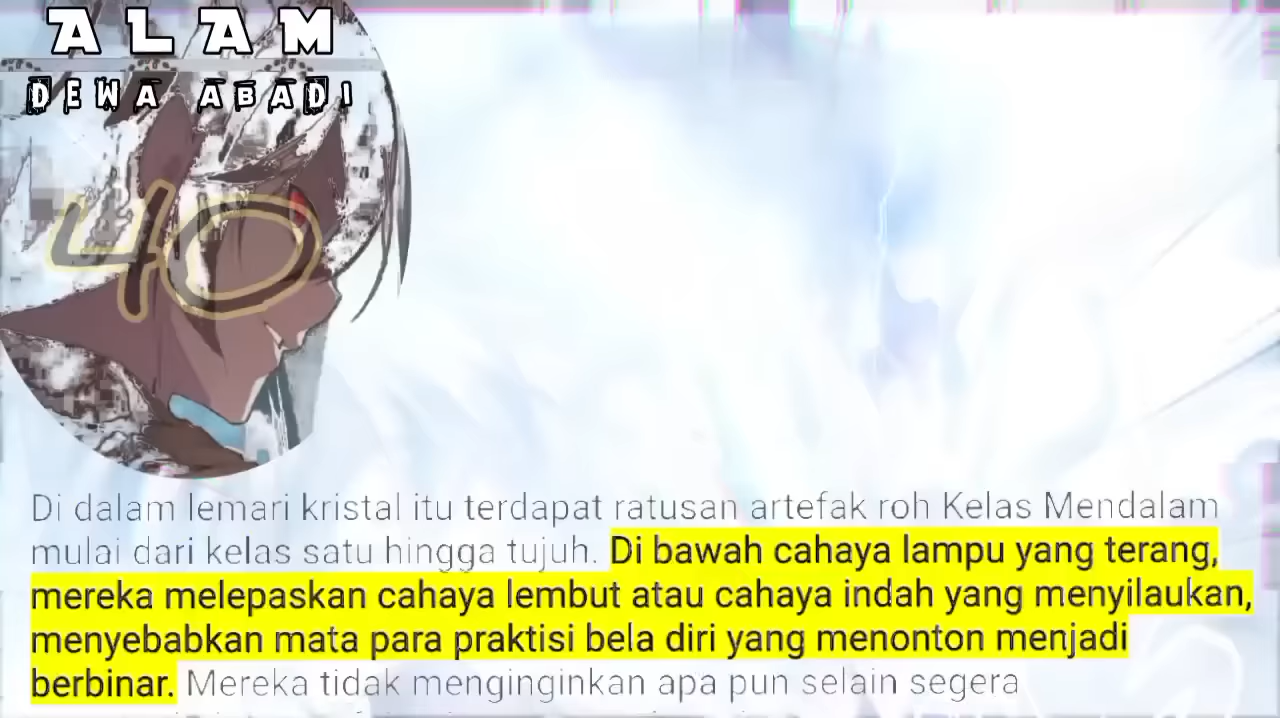 ALAM
DEWA ABADI
40
Di dalam lemari kristal itu terdapat ratusan artefak roh Kelas Mendalam
mulai dari kelas satu hingga tujuh. Di bawah cahaya lampu yang terang,
mereka melepaskan cahaya lembut atau cahaya indah yang menyilaukan,
menyebabkan mata para praktisi bela diri yang menonton menjadi
berbinar. Mereka tidak menginginkan apa pun selain segera